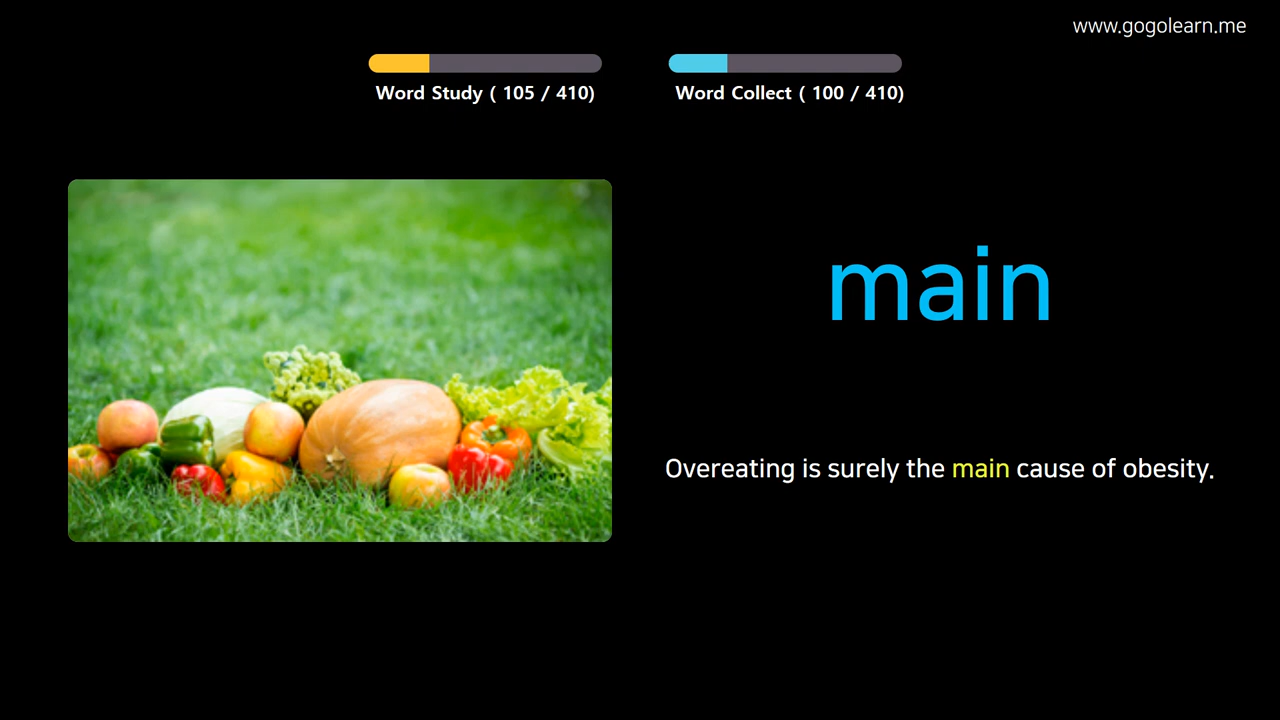 www.gogolearn.me
Word Study ( 105 / 410)
Word Collect ( 100 / 410)
main
Overeating is surely the main cause of obesity.